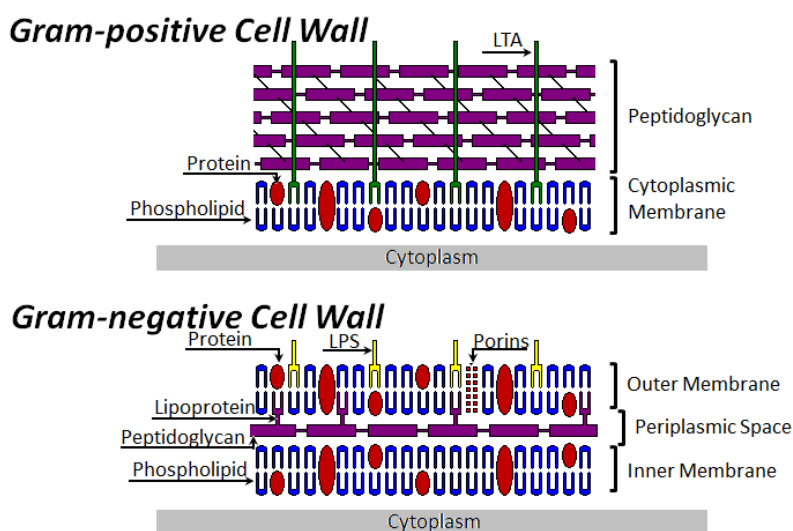 Gram-positive Cell Wall
LTA
Peptidoglycan
Protein
Cytoplasmic
Membrane
Phospholipid
Cytoplasm
Gram-negative Cell Wall
Protein
LPS
Porins
Outer Membrane
Lipoprotein
Periplasmic Space
Peptidoglycan
Phospholipid
Inner Membrane
Cytoplasm